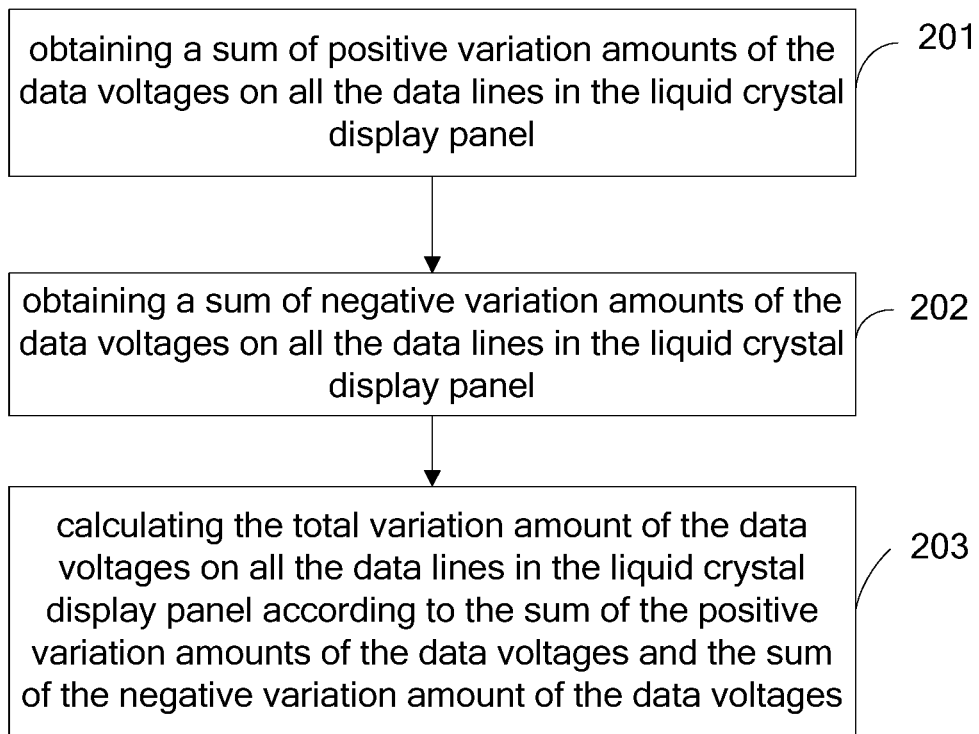 obtaining a sum of positive variation amounts of the
data voltages on all the data lines in the liquid crystal
display panel
201
obtaining a sum of negative variation amounts of the
data voltages on all the data lines in the liquid crystal
display panel
202
calculating the total variation amount of the data
voltages on all the data lines in the liquid crystal
display panel according to the sum of the positive
variation amounts of the data voltages and the sum
of the negative variation amount of the data voltages
203